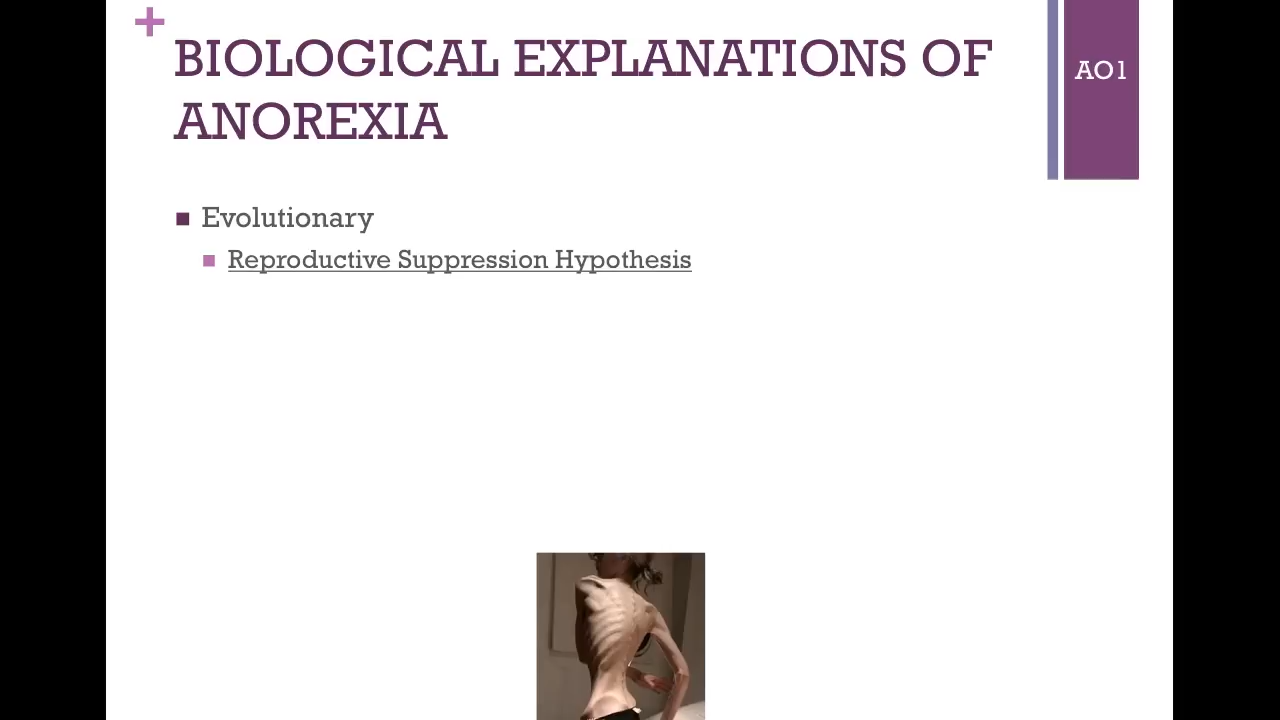 BIOLOGICAL EXPLANATIONS OF
ANOREXIA
AO1
Evolutionary
Reproductive Suppression Hypothesis